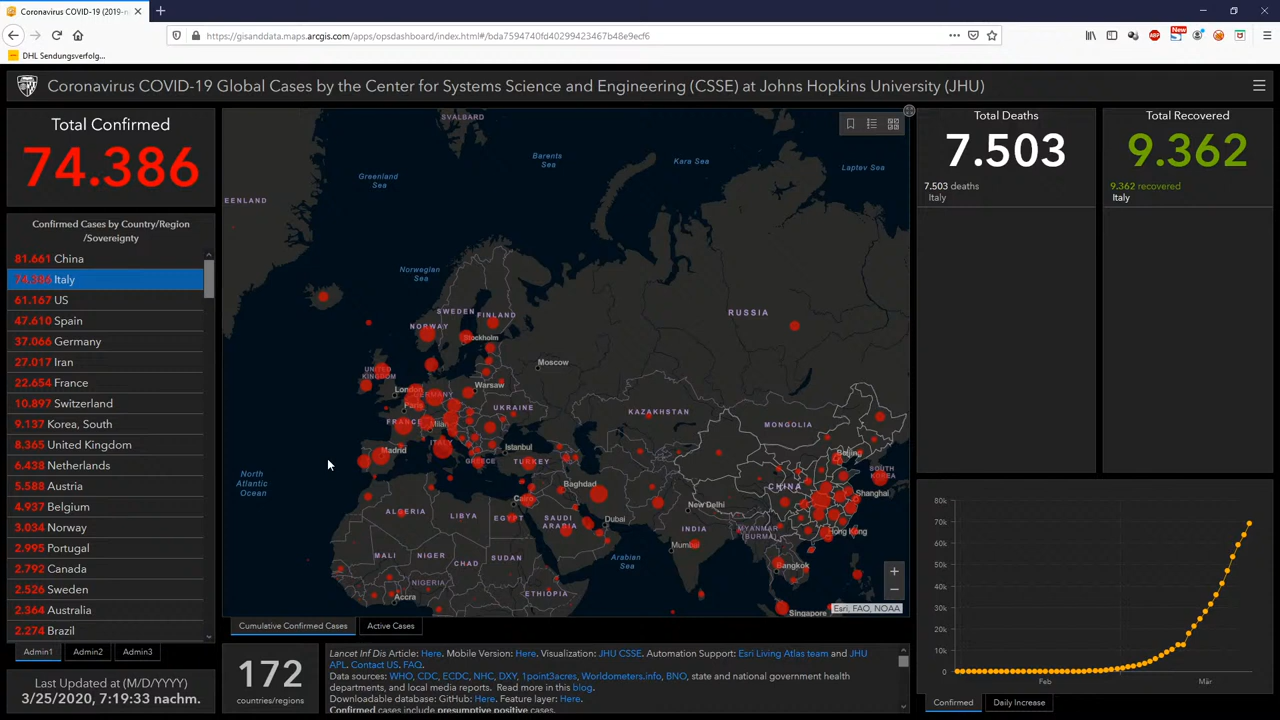 Coronavirus COVID-19 (2019-n
https://gisanddata.maps.arcgis.com/apps/opsdashboard/index.html#/bda7594740fd40299423467b48e9ecf6
New
ABP
DHL Sendungsverfolg...
Coronavirus COVID-19 Global Cases by the Center for Systems Science and Engineering (CSSE) at Johns Hopkins University (JHU)
Total Confirmed
74.386
Confirmed Cases by Country/Region
/Sovereignty
81.661 China
74.386 Italy
61.167 US
47.610 Spain
37.066 Germany
27.017 Iran
22.654 France
10.897 Switzerland
9.137 Korea, South
8.365 United Kingdom
6.438 Netherlands
5.588 Austria
4.937 Belgium
3.034 Norway
2.995 Portugal
2.792 Canada
2.526 Sweden
2.364 Australia
2.274 Brazil
Admin1
Admin2
Admin3
Last Updated at (M/D/YYYY)
3/25/2020, 7:19:33 nachm.
SVALBARD
Barents
Sea
Kara Sea
Laptev Sea
Greenland
Sea
EENLAND
Norwegian
Sea
SWEDEN
FINLAND
NORWAY
Stockholm
RUSSIA
Moscow
UNITED
KINGDOM
London
Warsaw
GERMANY
Paris
UKRAINE
KAZAKHSTAN
FRANCE
Milan
MONGOLIA
ITALY
Madrid
Istanbul
GREECE
TURKEY
Beijing
SOUTH
KOREA
North
Atlantic
Ocean
Baghdad
CHINA
Shanghai
Cairo
New Delhi
ALGERIA
LIBYA
EGYPT
SAUDI
ARABIA
Dubai
INDIA
MYANMAR
(BURMA)
Hong Kong
Mumbai
MALI
NIGER
CHAD
SUDAN
Arabian
Sea
Bangkok
NIGERIA
ETHIOPIA
Accra
Singapore
Esri, FAO, NOAA
Cumulative Confirmed Cases
Active Cases
172
countries/regions
Lancet Inf Dis Article: Here. Mobile Version: Here. Visualization: JHU CSSE. Automation Support: Esri Living Atlas team and JHU
APL. Contact US. FAQ.
Data sources: WHO, CDC, ECDC, NHC, DXY, 1point3acres, Worldometers.info, BNO, state and national government health
departments, and local media reports. Read more in this blog.
Downloadable database: GitHub: Here. Feature layer: Here.
Confirmed cases include presumptive positive cases.
Total Deaths
7.503
7.503 deaths
Italy
Total Recovered
9.362
9.362 recovered
Italy
80k
70k
60k
50k
40k
30k
20k
10k
0
Feb
Mär
Confirmed
Daily Increase